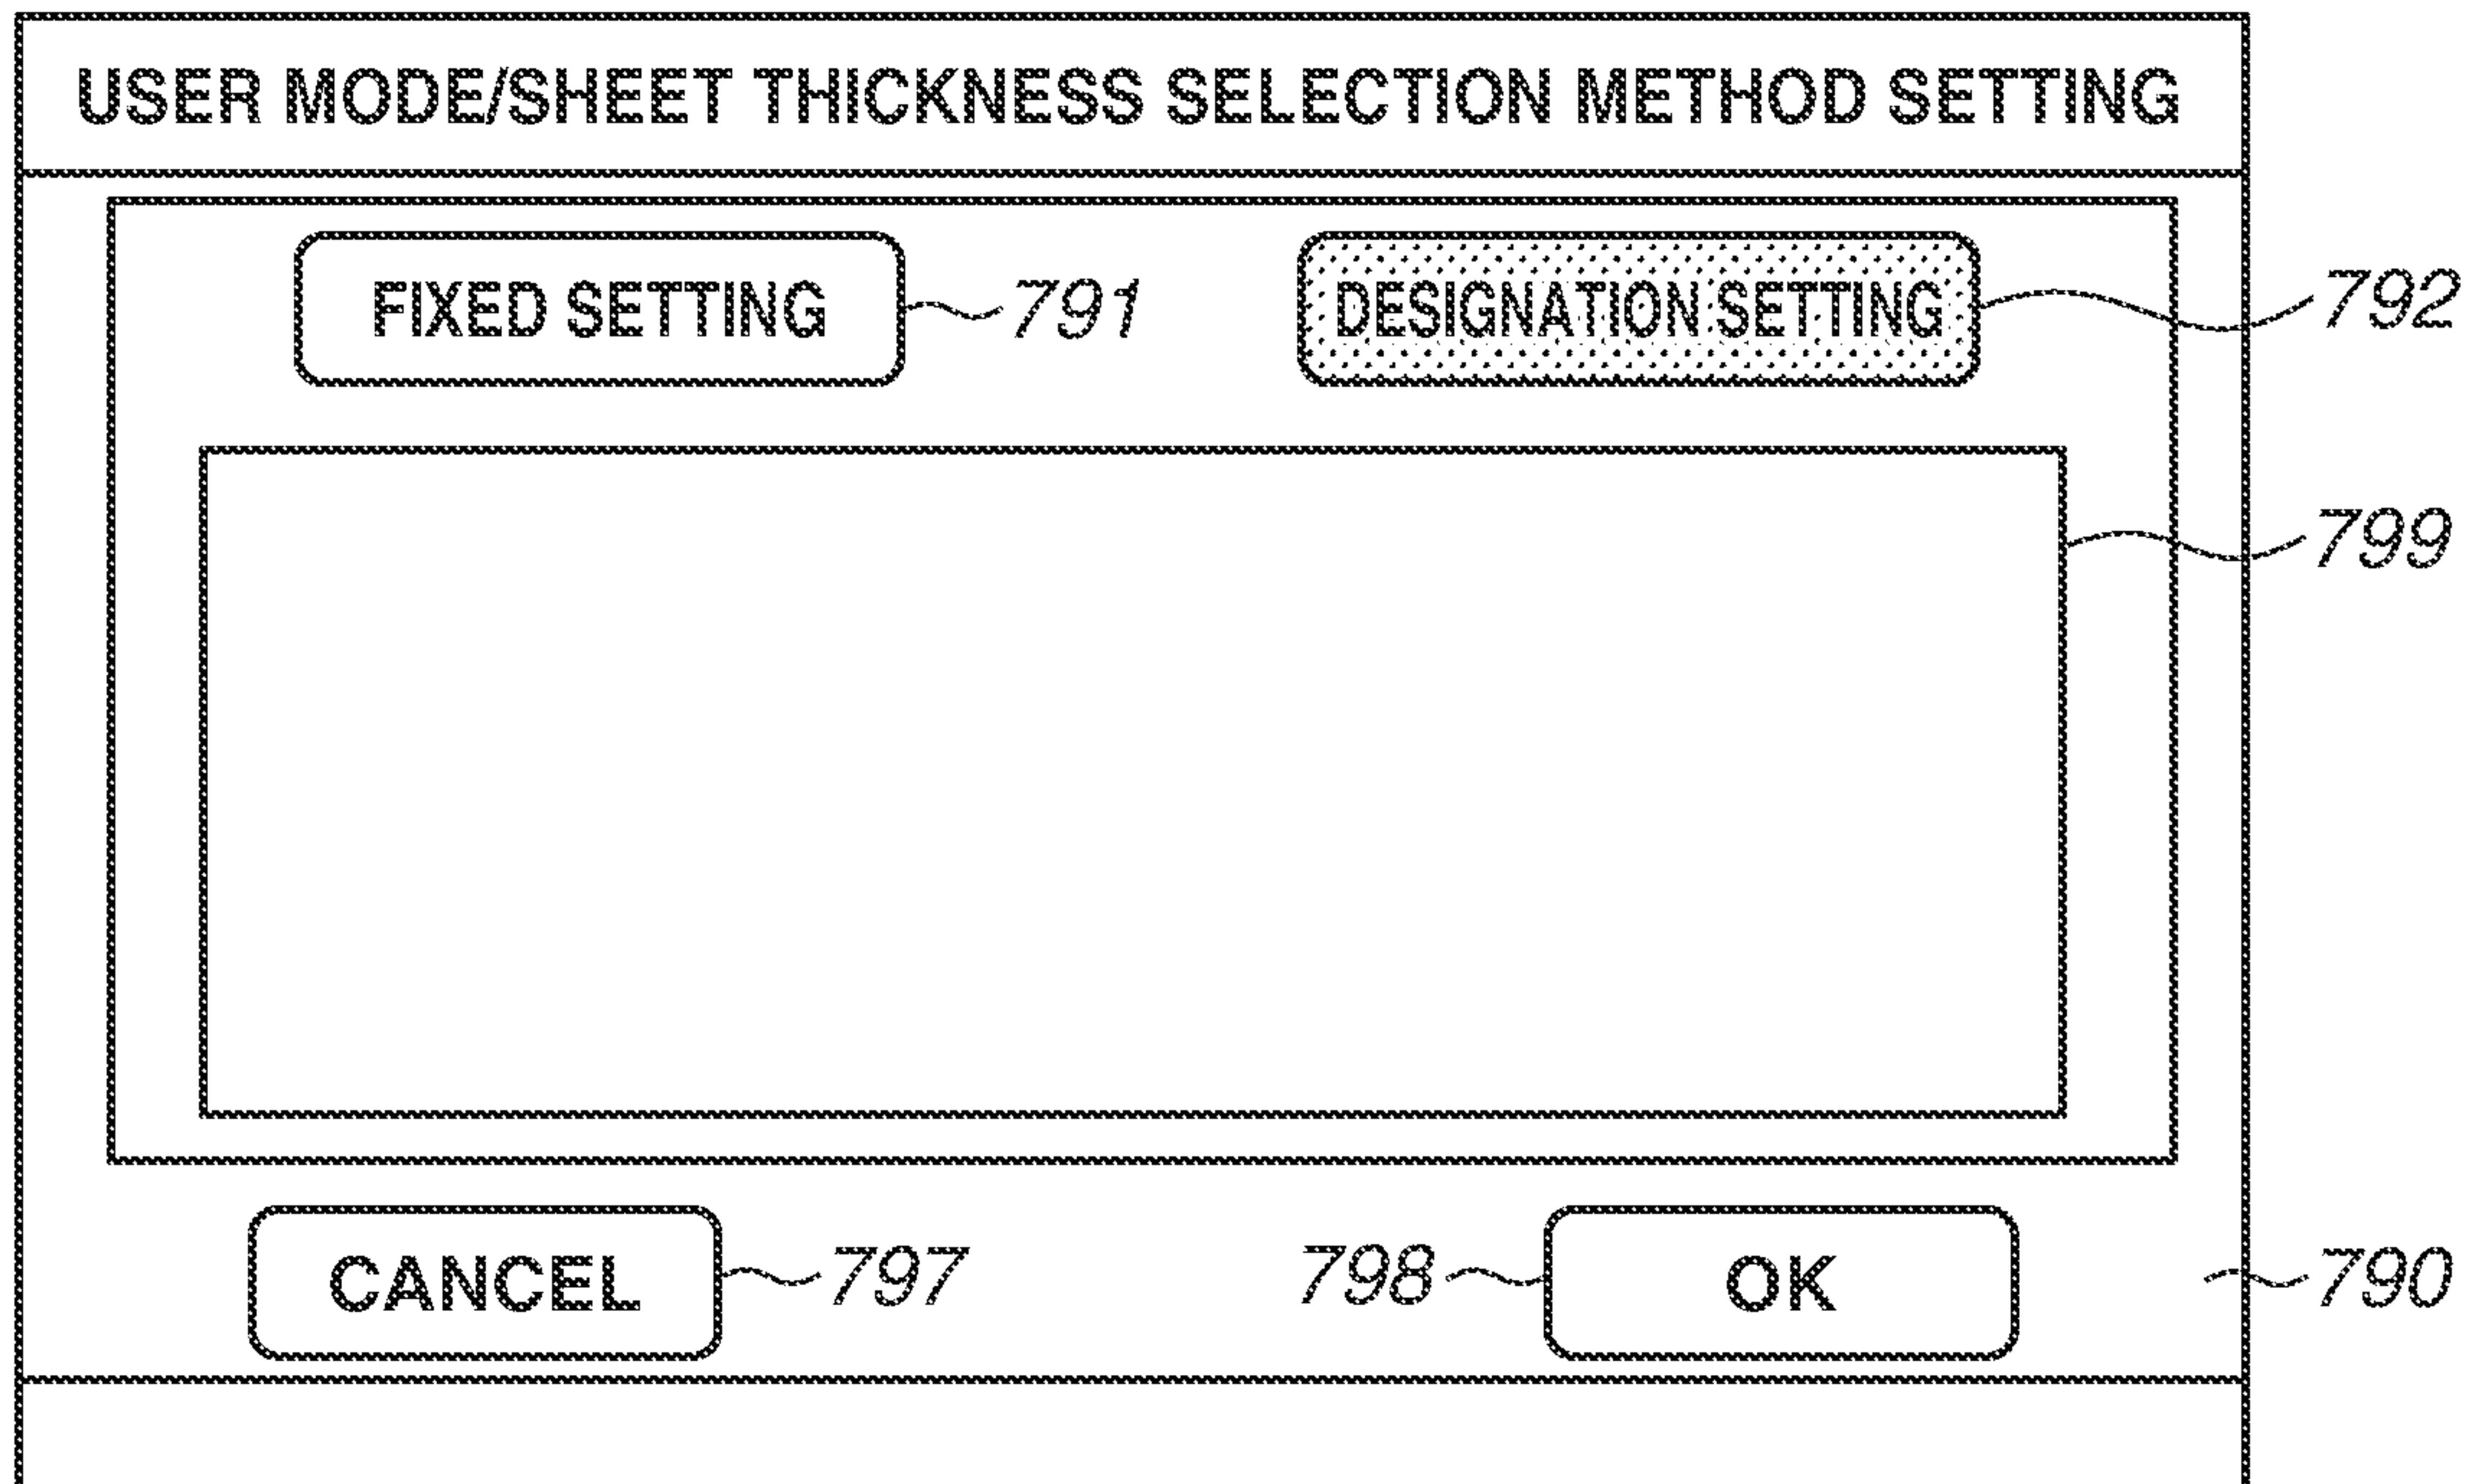 USER MODE/SHEET THICKNESS SELECTION METHOD SETTING
FIXED SETTING 791 DESIGNATION SETTING 792
799
CANCEL 797 798 OK 790